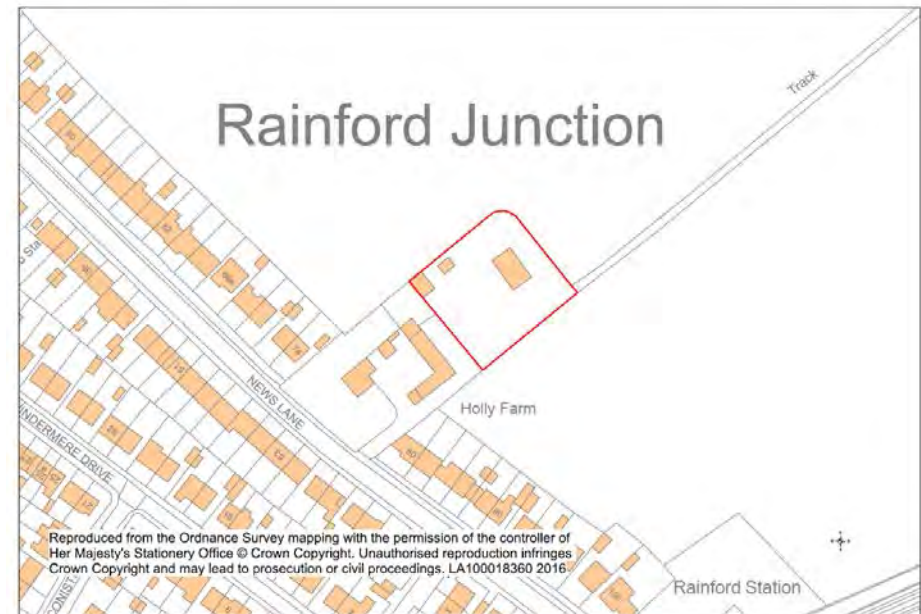 Rainford Junction
Track
NEWS LANE
Holly Farm
INDERMERE DRIVE
Reproduced from the Ordnance Survey mapping with the permission of the controller of
Her Majesty's Stationery Office © Crown Copyright. Unauthorised reproduction infringes
Crown Copyright and may lead to prosecution or civil proceedings. LA100018360 2016
Rainford Station
CONIST